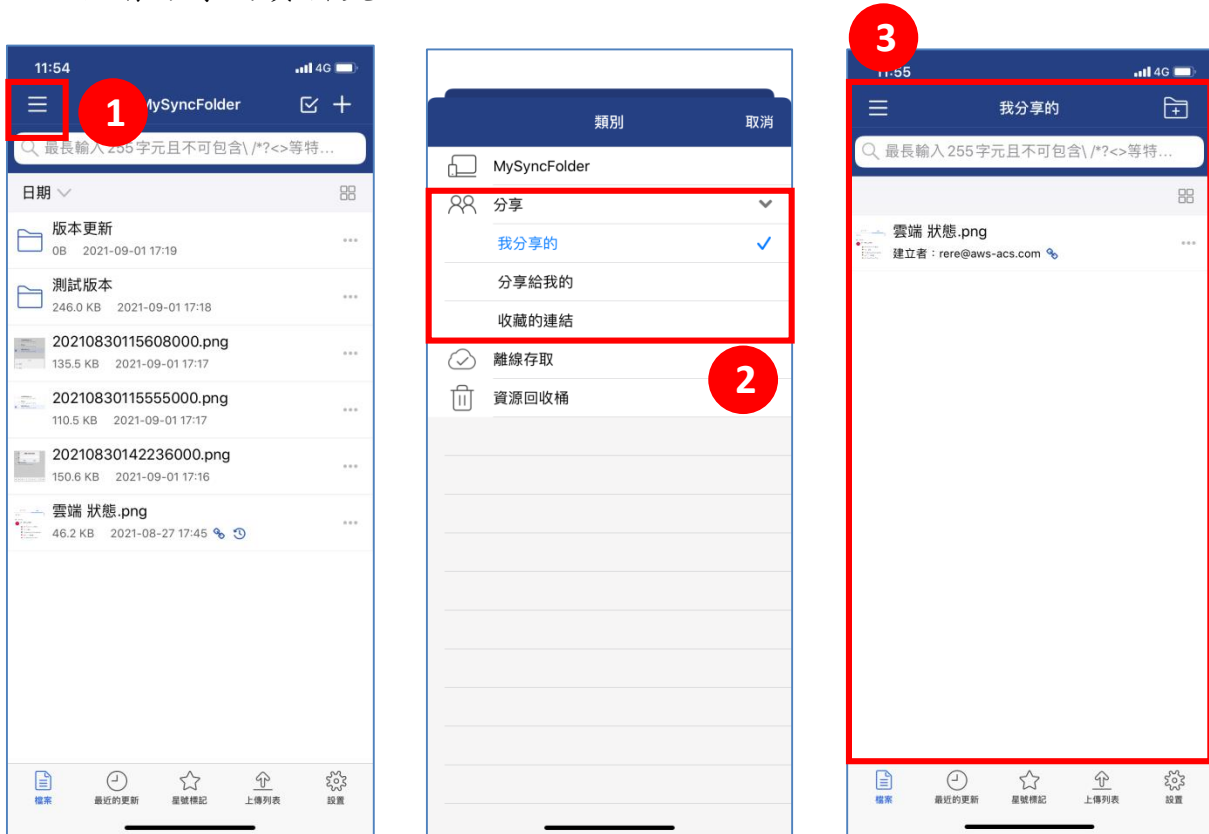 11:54
4G
1
MySyncFolder
最長輸入255字元且不可包含\ /*?<>等特...
日期
版本更新
0B 2021-09-01 17:19
測試版本
246.0 KB 2021-09-01 17:18
20210830115608000.png
135.5 KB 2021-09-01 17:17
20210830115555000.png
110.5 KB 2021-09-01 17:17
20210830142236000.png
150.6 KB 2021-09-01 17:16
雲端 狀態.png
46.2 KB 2021-08-27 17:45
檔案 最近的更新 星號標記 上傳列表 設置
類別 取消
MySyncFolder
分享
我分享的
分享給我的
收藏的連結
離線存取
2
資源回收桶
3
11:55
4G
我分享的
最長輸入255字元且不可包含\ /*?<>等特...
雲端 狀態.png
建立者：rere@aws-acs.com
檔案 最近的更新 星號標記 上傳列表 設置